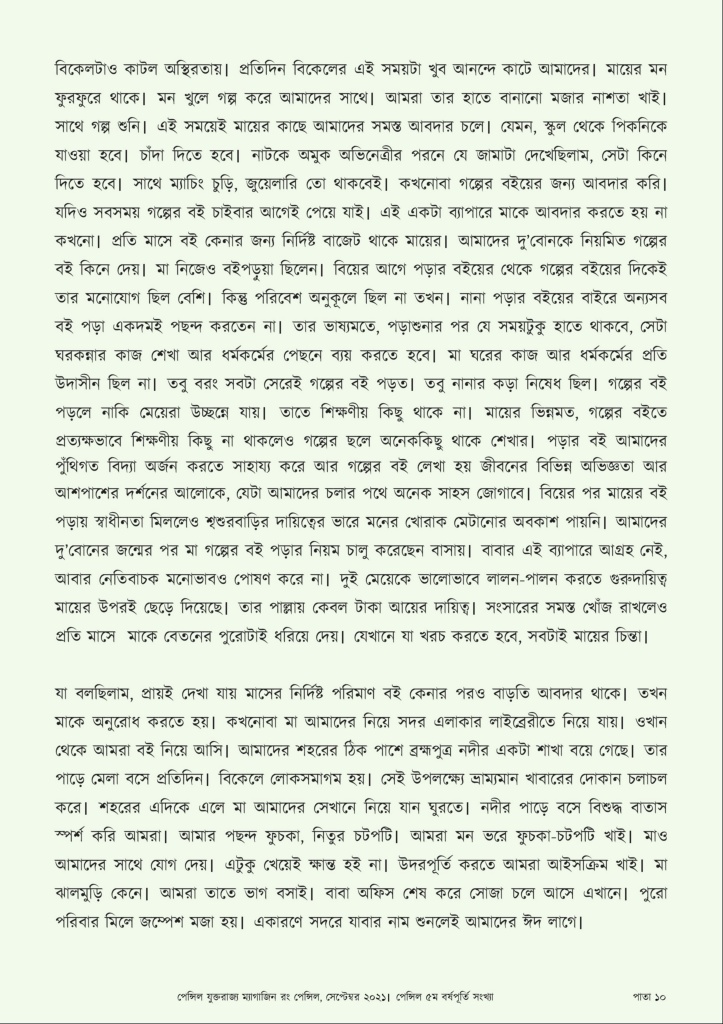 বিকেলটাও কাটল অস্থিরতায়। প্রতিদিন বিকেলের এই সময়টা খুব আনন্দে কাটে আমাদের। মায়ের মন
ফুরফুরে থাকে। মন খুলে গল্প করে আমাদের সাথে। আমরা তার হাতে বানানো মজার নাশতা খাই।
সাথে গল্প শুনি। এই সময়েই মায়ের কাছে আমাদের সমস্ত আবদার চলে। যেমন, স্কুল থেকে পিকনিকে
যাওয়া হবে। চাঁদা দিতে হবে। নাটকে অমুক অভিনেত্রীর পরনে যে জামাটা দেখেছিলাম, সেটা কিনে
দিতে হবে। সাথে ম্যাচিং চুড়ি, জুয়েলারি তো থাকবেই। কখনোবা গল্পের বইয়ের জন্য আবদার করি।
যদিও সবসময় গল্পের বই চাইবার আগেই পেয়ে যাই। এই একটা ব্যাপারে মাকে আবদার করতে হয় না
কখনো। প্রতি মাসে বই কেনার জন্য নির্দিষ্ট বাজেট থাকে মায়ের। আমাদের দু'বোনকে নিয়মিত গল্পের
বই কিনে দেয়। মা নিজেও বইপড়ুয়া ছিলেন। বিয়ের আগে পড়ার বইয়ের থেকে গল্পের বইয়ের দিকেই
তার মনোযোগ ছিল বেশি। কিন্তু পরিবেশ অনুকূলে ছিল না তখন। নানা পড়ার বইয়ের বাইরে অন্যসব
বই পড়া একদমই পছন্দ করতেন না। তার ভাষ্যমতে, পড়াশুনার পর যে সময়টুকু হাতে থাকবে, সেটা
ঘরকন্নার কাজ শেখা আর ধর্মকর্মের পেছনে ব্যয় করতে হবে। মা ঘরের কাজ আর ধর্মকর্মের প্রতি
উদাসীন ছিল না। তবু বরং সবটা সেরেই গল্পের বই পড়ত। তবু নানার কড়া নিষেধ ছিল। গল্পের বই
পড়লে নাকি মেয়েরা উচ্ছন্নে যায়। তাতে শিক্ষণীয় কিছু থাকে না। মায়ের ভিন্নমত, গল্পের বইতে
প্রত্যক্ষভাবে শিক্ষণীয় কিছু না থাকলেও গল্পের ছলে অনেককিছু থাকে শেখার। পড়ার বই আমাদের
পুঁথিগত বিদ্যা অর্জন করতে সাহায্য করে আর গল্পের বই লেখা হয় জীবনের বিভিন্ন অভিজ্ঞতা আর
আশপাশের দর্শনের আলোকে, যেটা আমাদের চলার পথে অনেক সাহস জোগাবে। বিয়ের পর মায়ের বই
পড়ায় স্বাধীনতা মিললেও শ্বশুরবাড়ির দায়িত্বের ভারে মনের খোরাক মেটানোর অবকাশ পায়নি। আমাদের
দু'বোনের জন্মের পর মা গল্পের বই পড়ার নিয়ম চালু করেছেন বাসায়। বাবার এই ব্যাপারে আগ্রহ নেই,
আবার নেতিবাচক মনোভাবও পোষণ করে না। দুই মেয়েকে ভালোভাবে লালন-পালন করতে গুরুদায়িত্ব
মায়ের উপরই ছেড়ে দিয়েছে। তার পাল্লায় কেবল টাকা আয়ের দায়িত্ব। সংসারের সমস্ত খোঁজ রাখলেও
প্রতি মাসে মাকে বেতনের পুরোটাই ধরিয়ে দেয়। যেখানে যা খরচ করতে হবে, সবটাই মায়ের চিন্তা।
যা বলছিলাম, প্রায়ই দেখা যায় মাসের নির্দিষ্ট পরিমাণ বই কেনার পরও বাড়তি আবদার থাকে। তখন
মাকে অনুরোধ করতে হয়। কখনোবা মা আমাদের নিয়ে সদর এলাকার লাইব্রেরীতে নিয়ে যায়। ওখান
থেকে আমরা বই নিয়ে আসি। আমাদের শহরের ঠিক পাশে ব্রহ্মপুত্র নদীর একটা শাখা বয়ে গেছে। তার
পাড়ে মেলা বসে প্রতিদিন। বিকেলে লোকসমাগম হয়। সেই উপলক্ষ্যে ভ্রাম্যমান খাবারের দোকান চলাচল
করে। শহরের এদিকে এলে মা আমাদের সেখানে নিয়ে যান ঘুরতে। নদীর পাড়ে বসে বিশুদ্ধ বাতাস
স্পর্শ করি আমরা। আমার পছন্দ ফুচকা, নিতুর চটপটি। আমরা মন ভরে ফুচকা-চটপটি খাই। মাও
আমাদের সাথে যোগ দেয়। এটুকু খেয়েই ক্ষান্ত হই না। উদরপূর্তি করতে আমরা আইসক্রিম খাই। মা
ঝালমুড়ি কেনে। আমরা তাতে ভাগ বসাই। বাবা অফিস শেষ করে সোজা চলে আসে এখানে। পুরো
পরিবার মিলে জম্পেশ মজা হয়। একারণে সদরে যাবার নাম শুনলেই আমাদের ঈদ লাগে।
পেন্সিল যুক্তরাজ্য ম্যাগাজিন রং পেন্সিল, সেপ্টেম্বর ২০২১। পেন্সিল ৫ম বর্ষপূর্তি সংখ্যা পাতা ১০